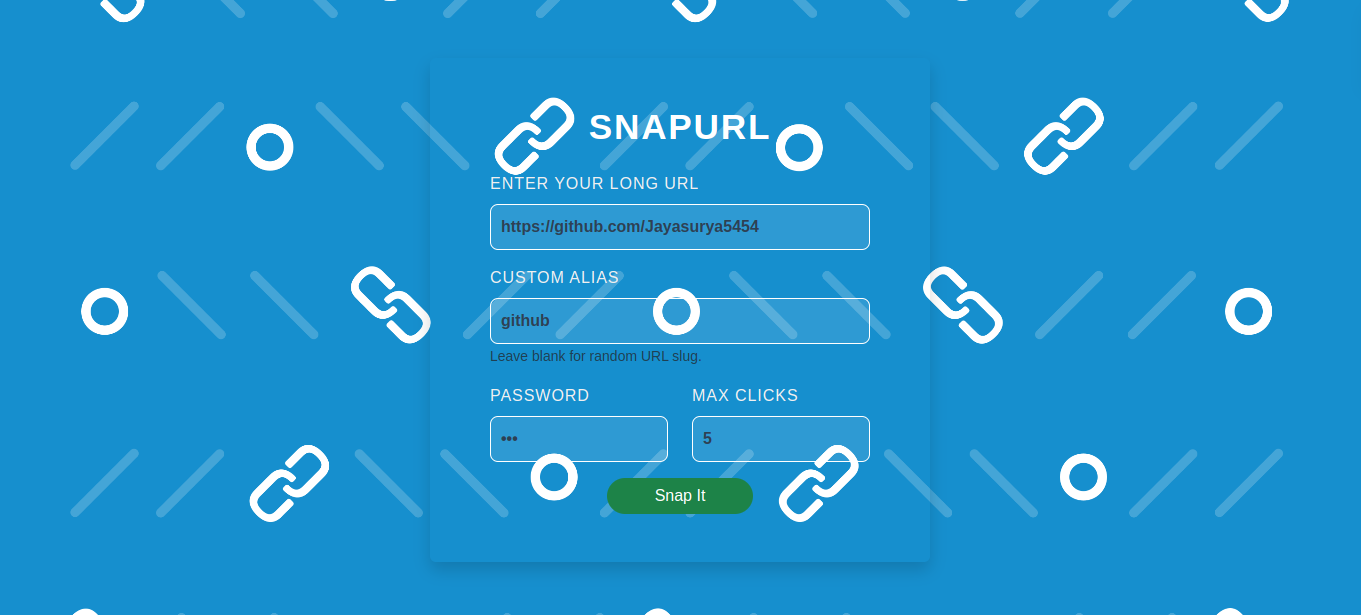 SNAPURL
ENTER YOUR LONG URL
https://github.com/Jayasurya5454
CUSTOM ALIAS
github
Leave blank for random URL slug.
PASSWORD MAX CLICKS
••• 5
Snap It